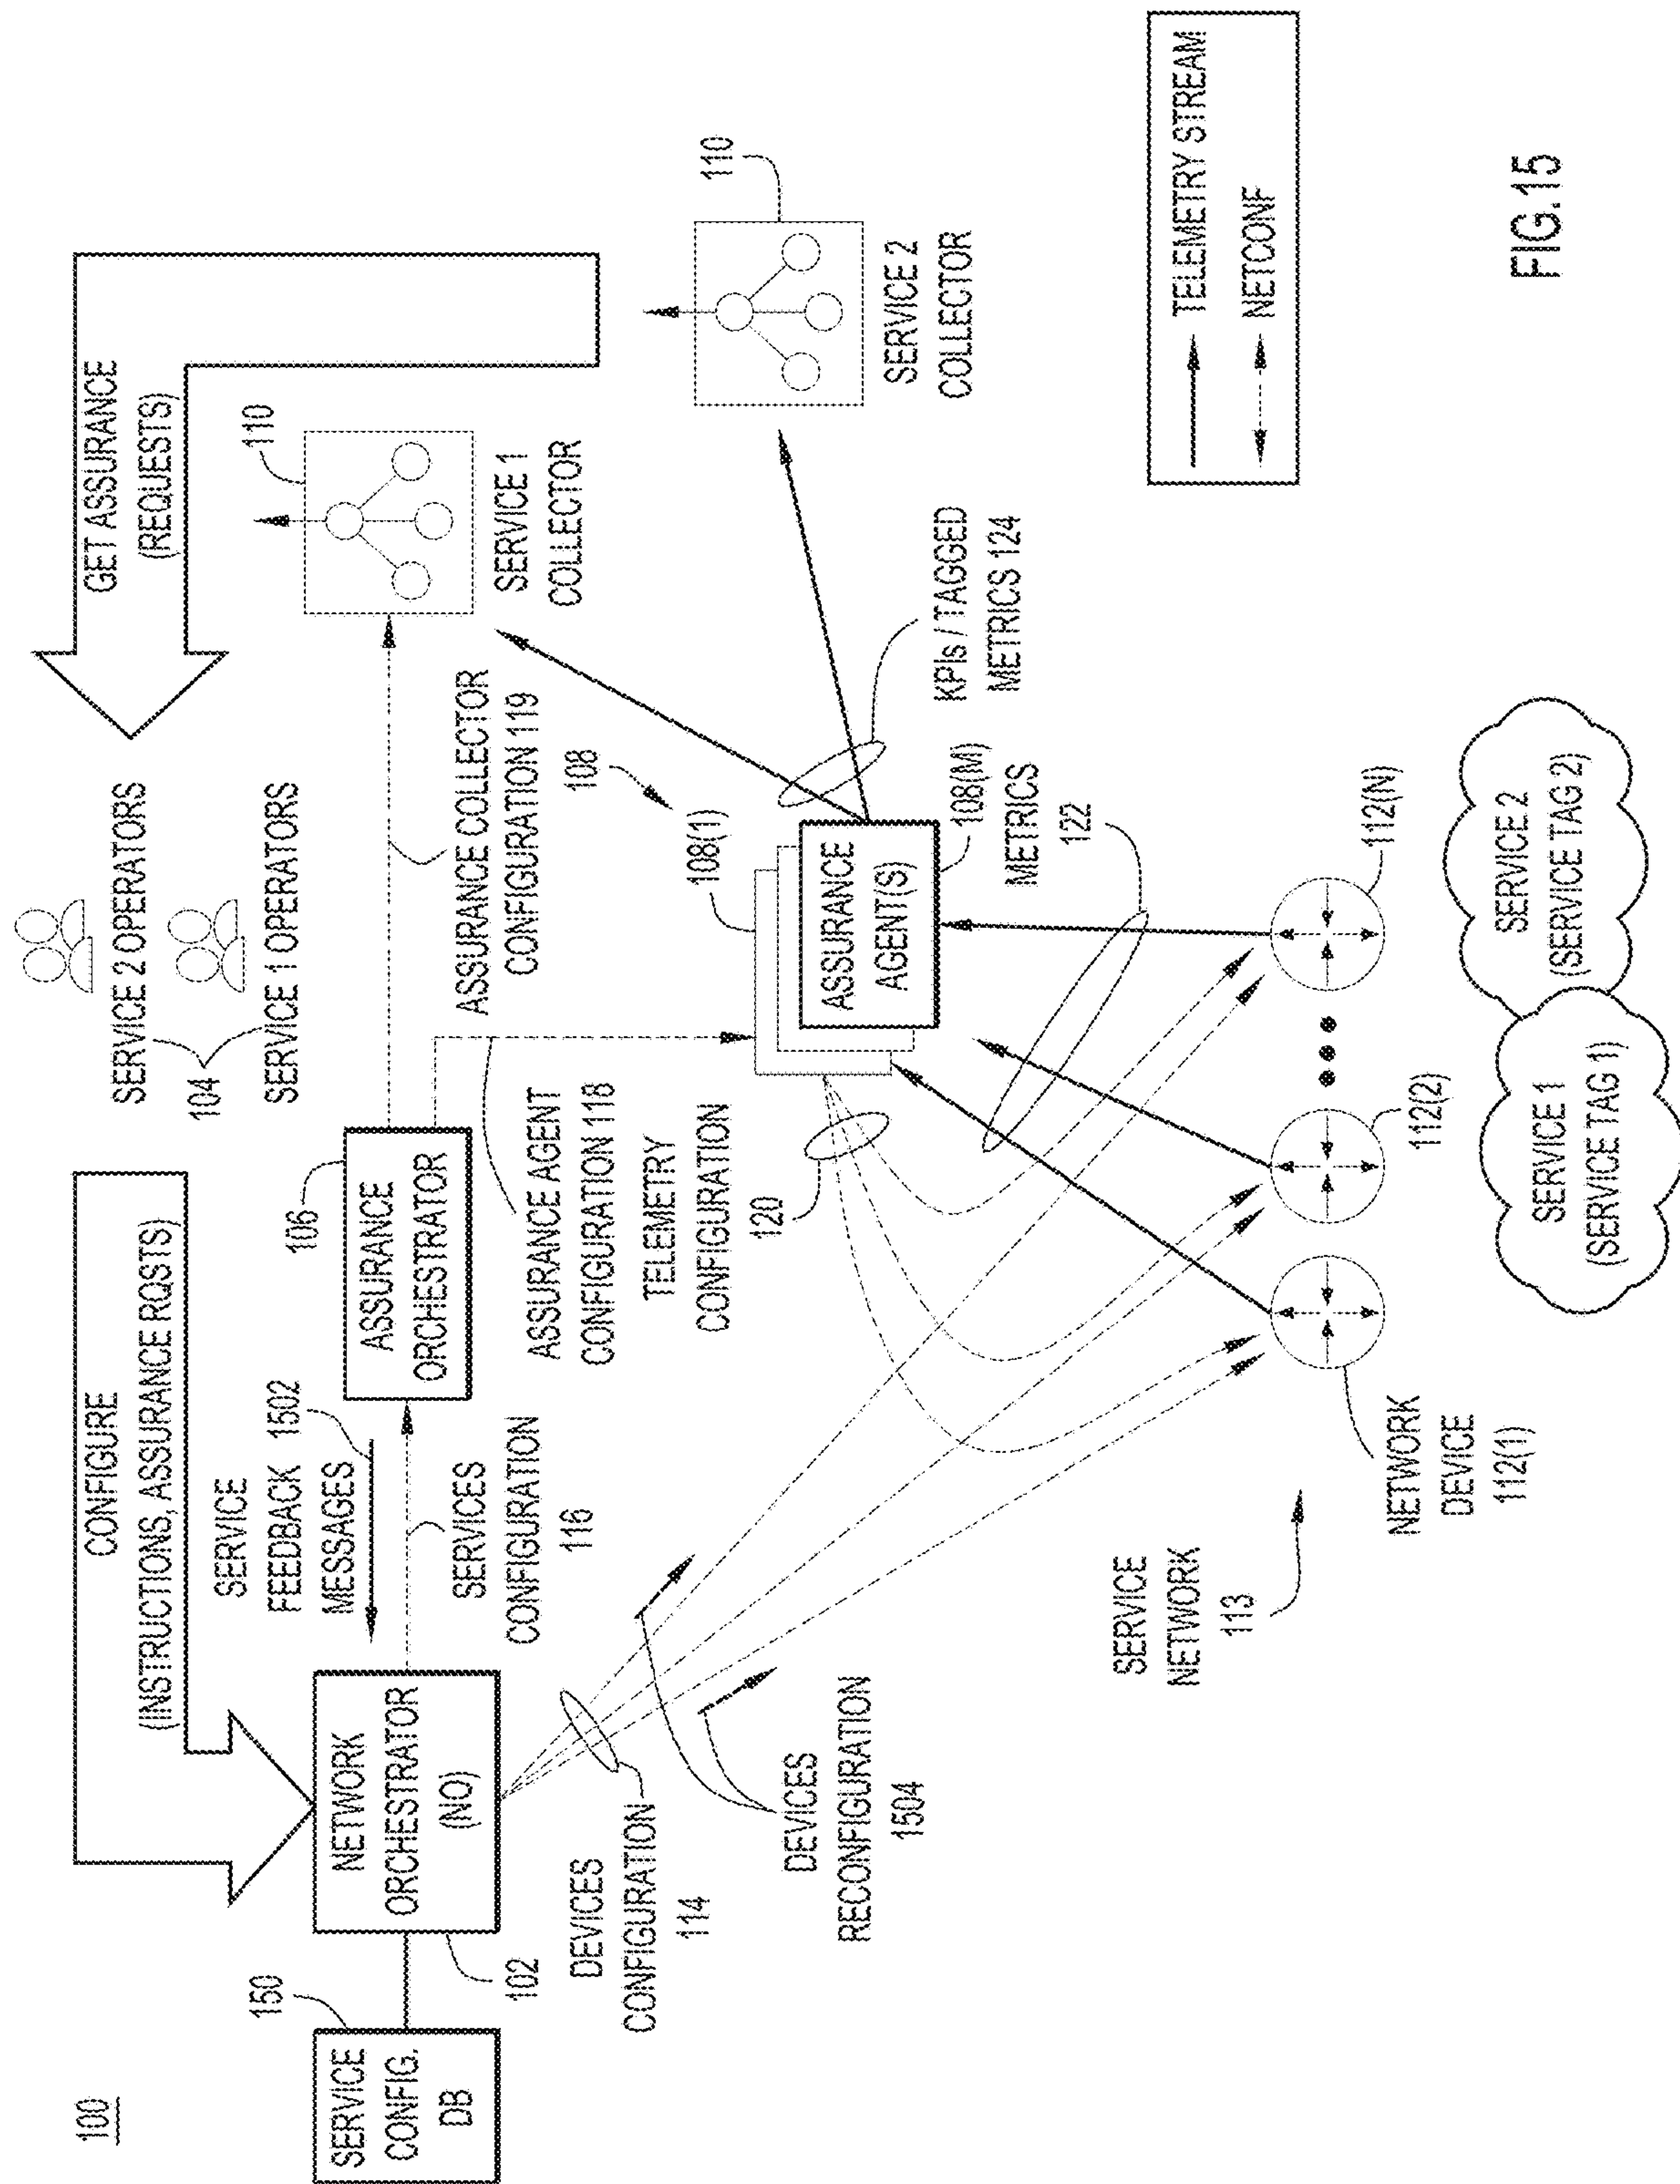 100
CONFIGURE
(INSTRUCTIONS, ASSURANCE RQSTS)
SERVICE 2 OPERATORS
104
SERVICE 1 OPERATORS
GET ASSURANCE
(REQUESTS)
150
SERVICE
CONFIG.
DB
102
NETWORK
ORCHESTRATOR
(NO)
SERVICE
FEEDBACK 1502
MESSAGES
SERVICES
CONFIGURATION
116
106
ASSURANCE
ORCHESTRATOR
ASSURANCE COLLECTOR
CONFIGURATION 119
110
SERVICE 1
COLLECTOR
110
SERVICE 2
COLLECTOR
ASSURANCE AGENT
CONFIGURATION 118
TELEMETRY
CONFIGURATION
120
108
108(1)
ASSURANCE
AGENT(S)
108(M)
KPIs / TAGGED
METRICS 124
METRICS
122
DEVICES
CONFIGURATION
114
DEVICES
RECONFIGURATION
1504
SERVICE
NETWORK
113
NETWORK
DEVICE
112(1)
112(2)
112(N)
SERVICE 1
(SERVICE TAG 1)
SERVICE 2
(SERVICE TAG 2)
TELEMETRY STREAM
NETCONF
FIG.15